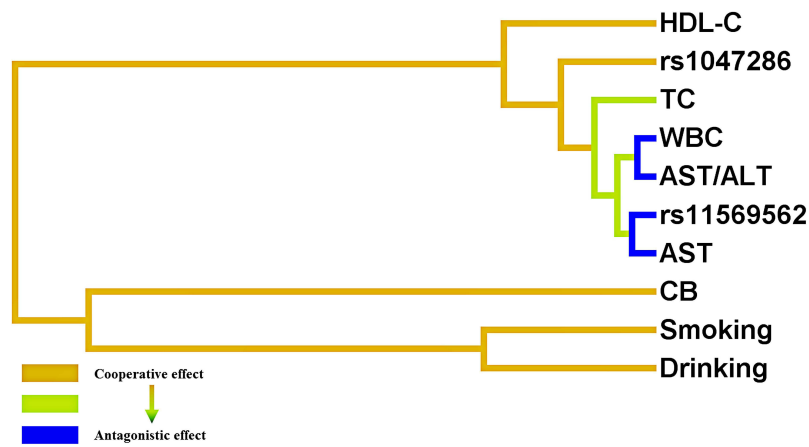 HDL-C
rs1047286
TC
WBC
AST/ALT
rs11569562
AST
CB
Smoking
Drinking
Cooperative effect
Antagonistic effect